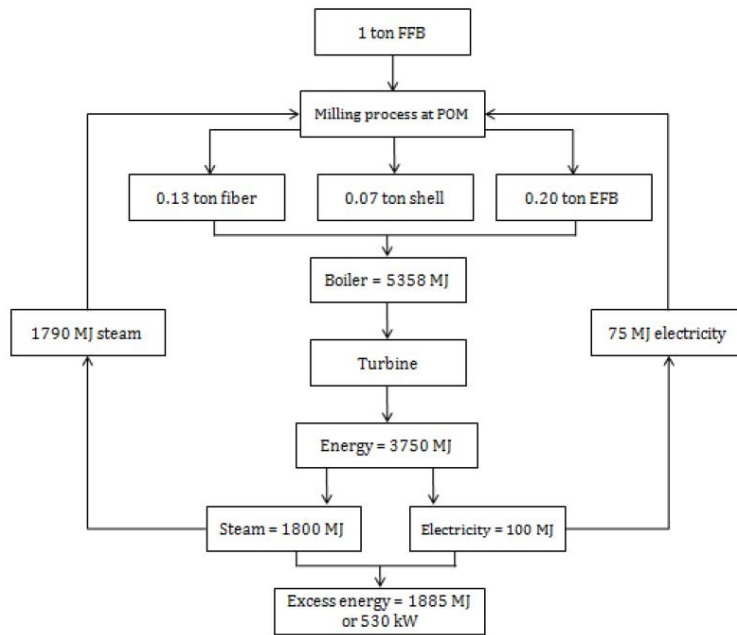 1 ton FFB
Milling process at POM
0.13 ton fiber
0.07 ton shell
0.20 ton EFB
Boiler = 5358 MJ
1790 MJ steam
75 MJ electricity
Turbine
Energy = 3750 MJ
Steam = 1800 MJ
Electricity = 100 MJ
Excess energy = 1885 MJ
or 530 kW